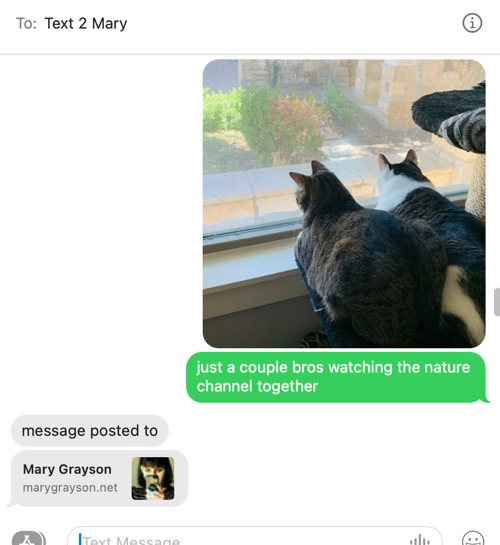 To: Text 2 Mary
just a couple bros watching the nature
channel together
message posted to
Mary Grayson
marygrayson.net
Text Message